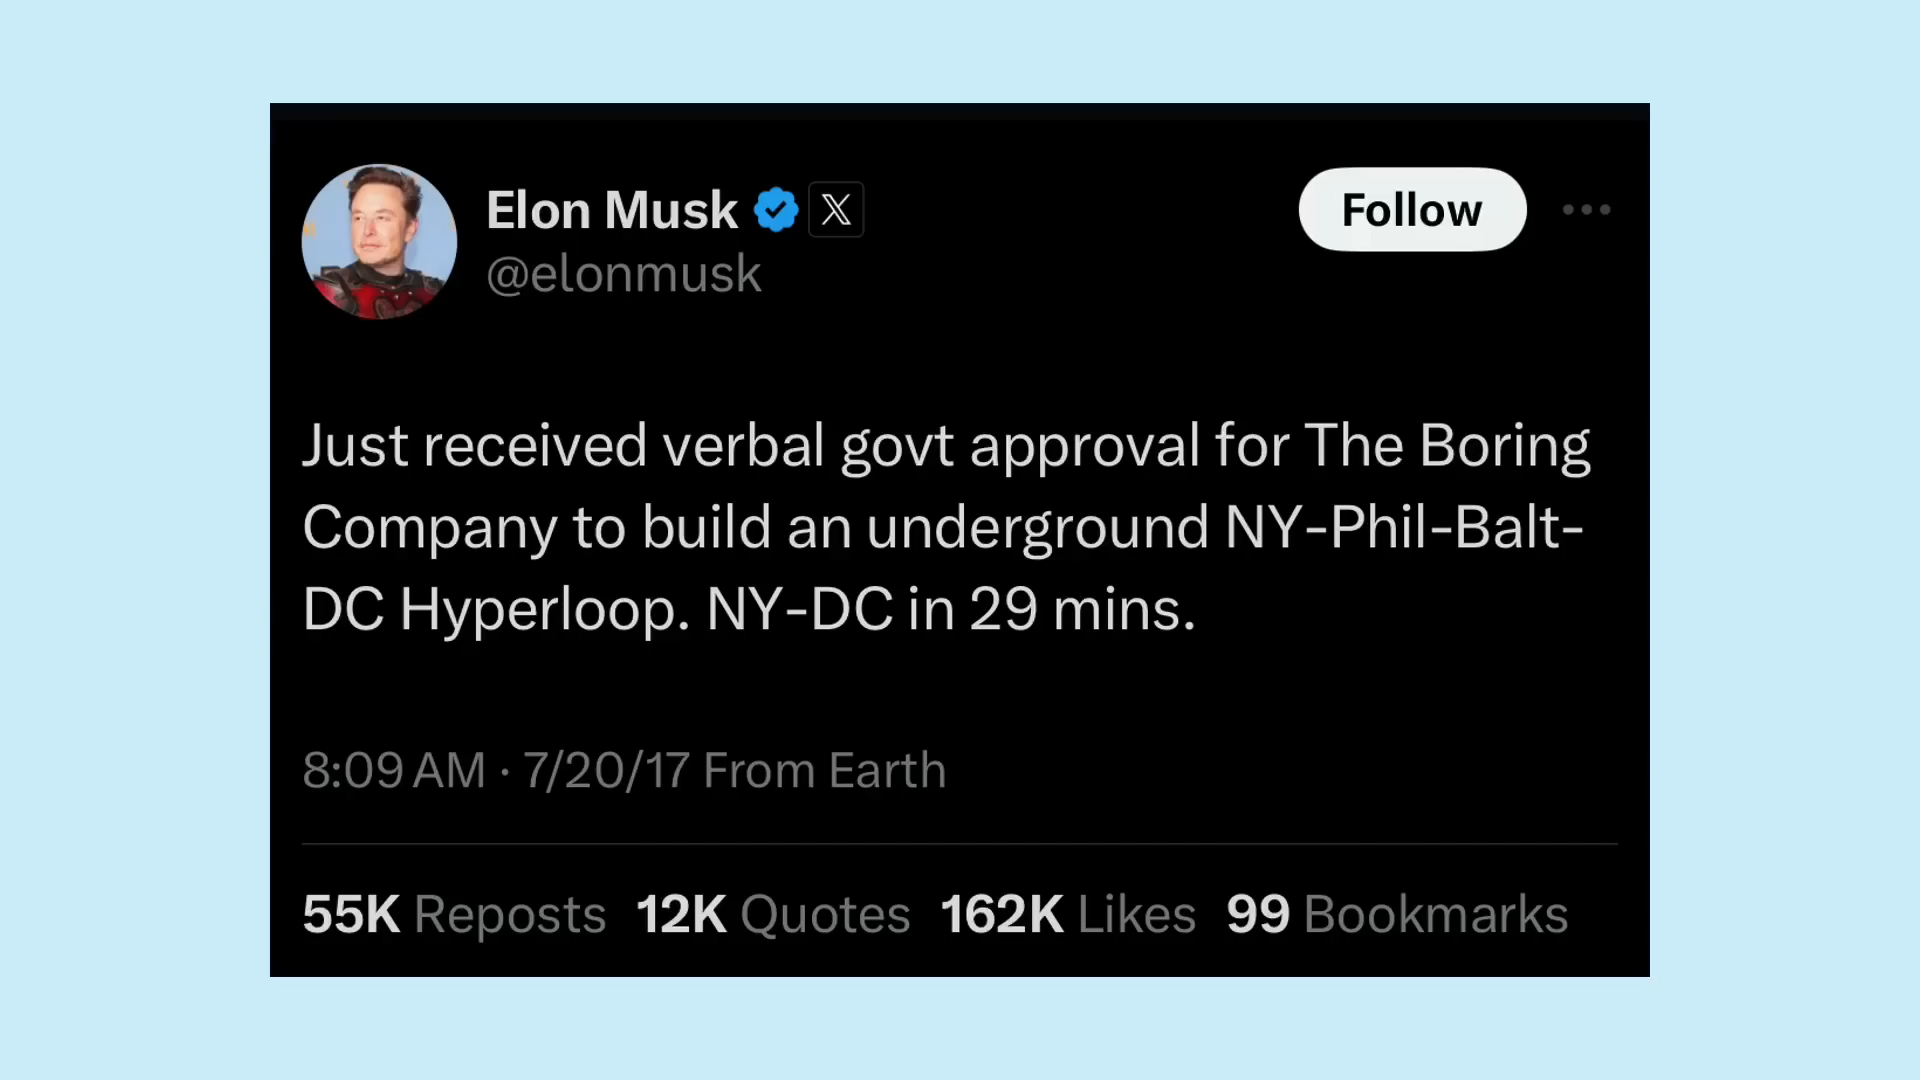 Elon Musk
@elonmusk
Follow
Just received verbal govt approval for The Boring
Company to build an underground NY-Phil-Balt-
DC Hyperloop. NY-DC in 29 mins.
8:09 AM · 7/20/17 From Earth
55K Reposts 12K Quotes 162K Likes 99 Bookmarks